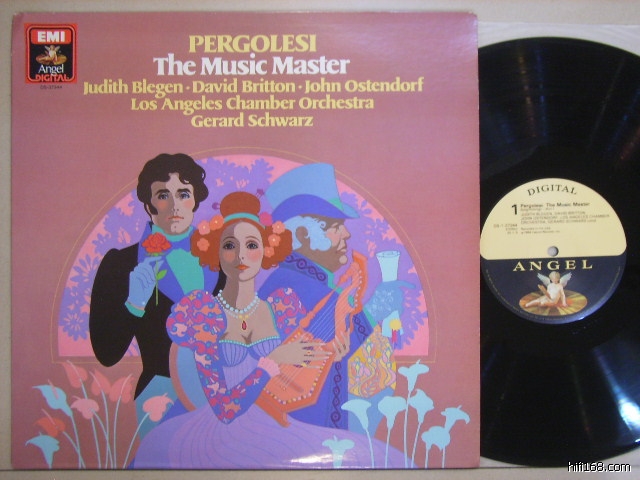 EMI
Angel
DIGITAL
PERGOLESI
The Music Master
Judith Blegen · David Britton · John Ostendorf
Los Angeles Chamber Orchestra
Gerard Schwarz
DIGITAL
1 Pergolesi: The Music Master
ANGEL
hifi168.com